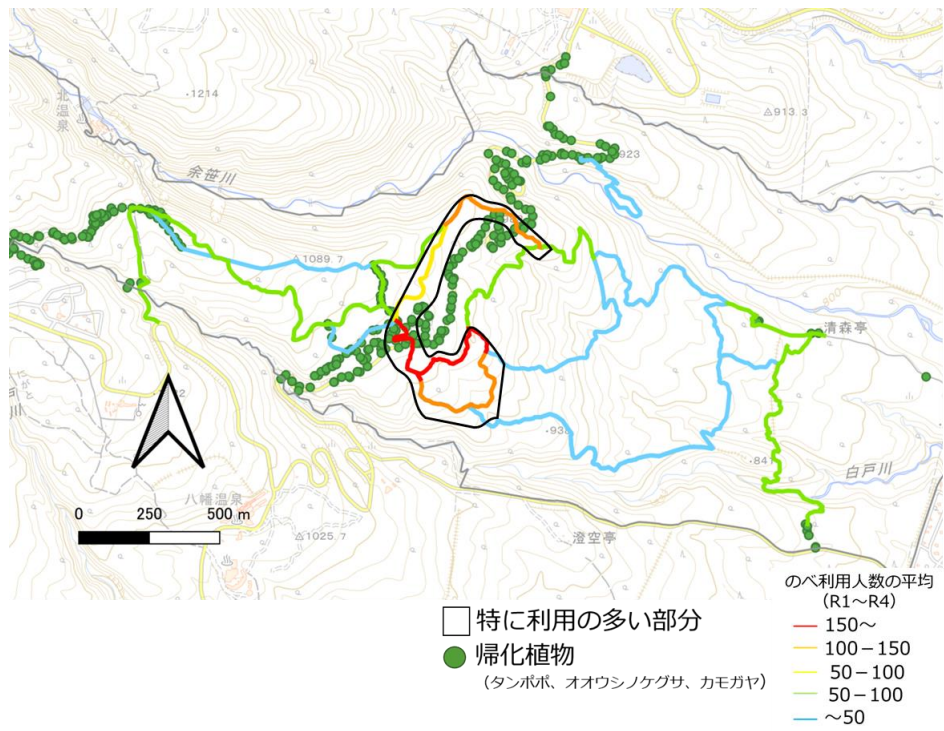 ・1214
北温泉
余笹川
△913.3
923
△1089.7
800
清森亭
938
・841
白戸川
八幡温泉
△1025.7
澄空亭
0 250 500 m
特に利用の多い部分
帰化植物
（タンポポ、オオウシノケグサ、カモガヤ）
のべ利用人数の平均
（R1～R4）
150～
100－150
50－100
50－100
～50